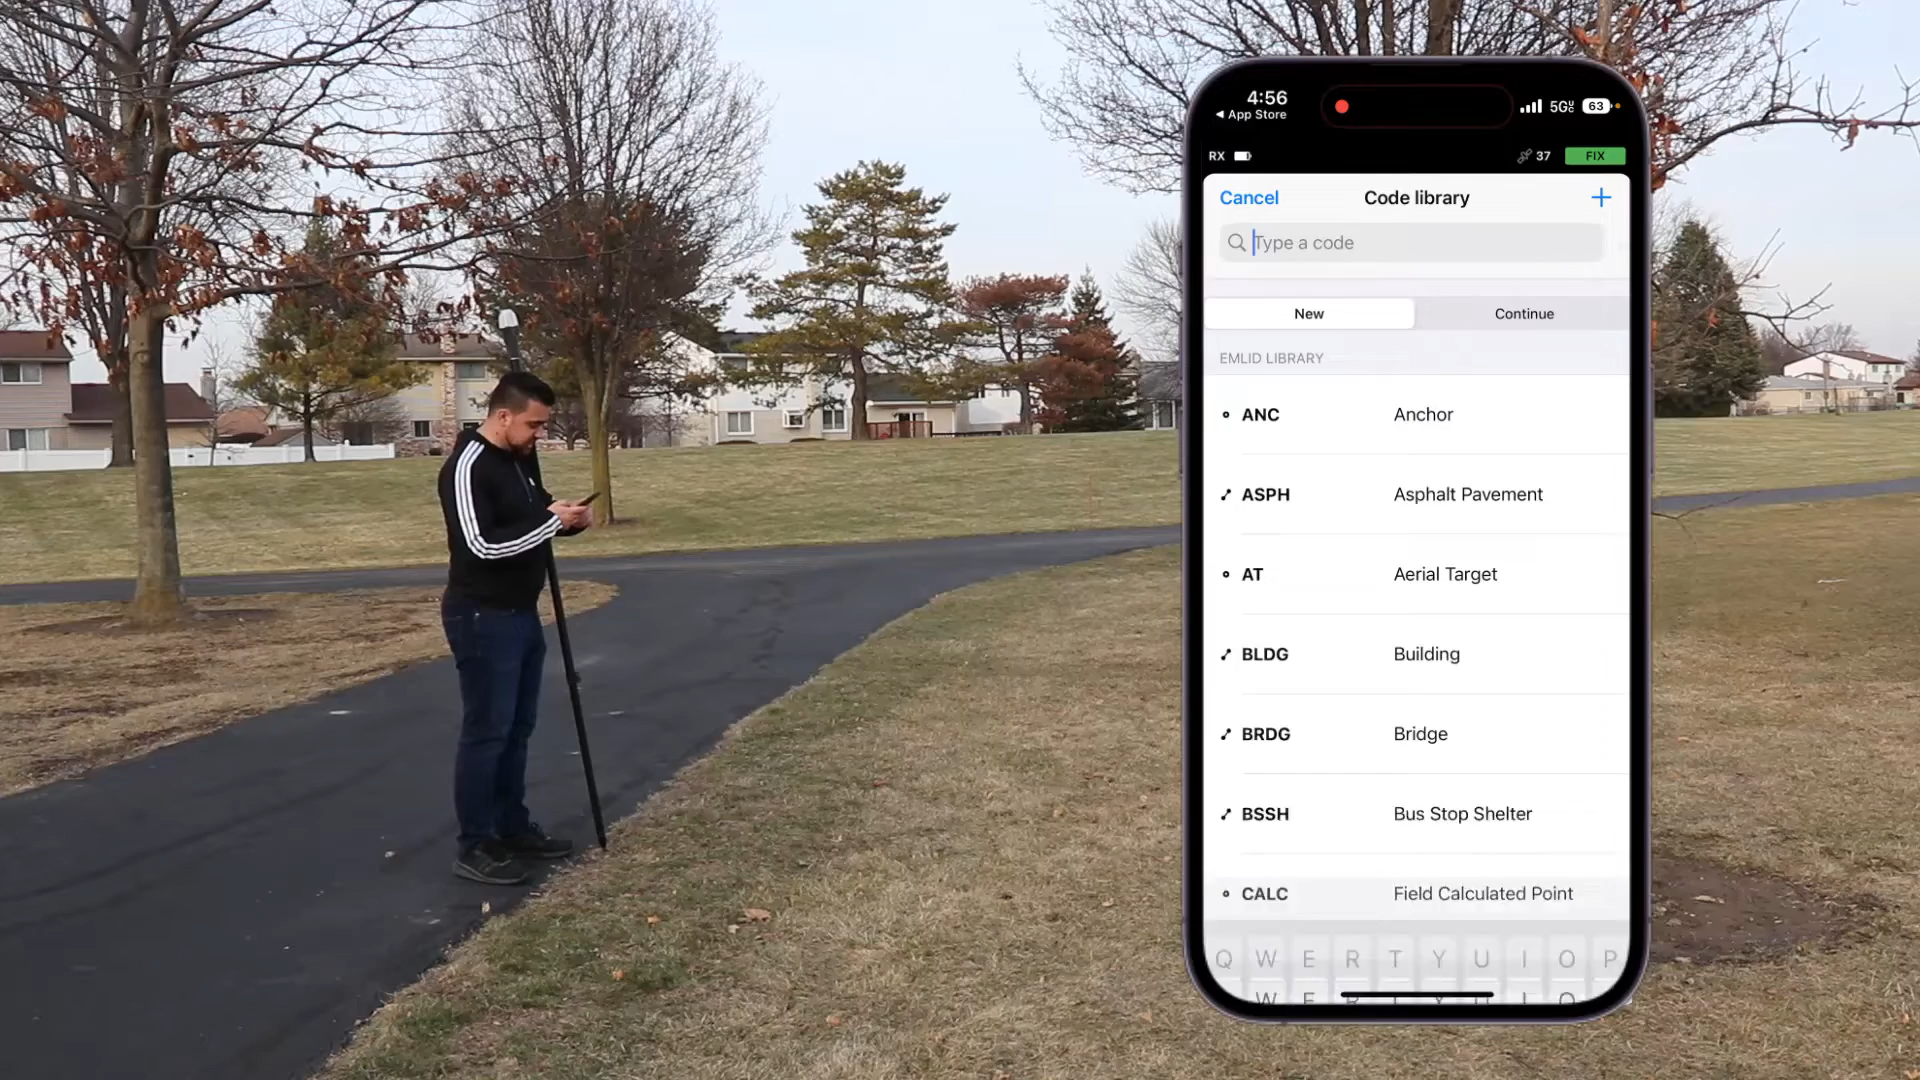 4:56
◀ App Store
5G
63
RX
37
FIX
Cancel
Code library
+
Type a code
New
Continue
EMLID LIBRARY
ANC Anchor
ASPH Asphalt Pavement
AT Aerial Target
BLDG Building
BRDG Bridge
BSSH Bus Stop Shelter
CALC Field Calculated Point
Q W E R T Y U I O P